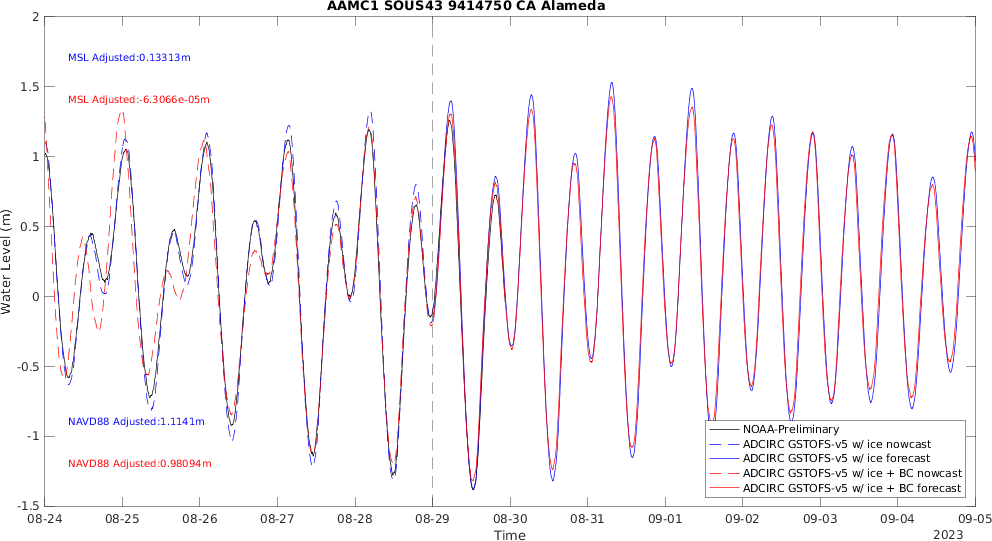 AAMC1 SOUS43 9414750 CA Alameda
2
1.5
1
0.5
0
-0.5
-1
-1.5
Water Level (m)
MSL Adjusted:0.13313m
MSL Adjusted:-6.3066e-05m
NAVD88 Adjusted:1.1141m
NAVD88 Adjusted:0.98094m
NOAA-Preliminary
ADCIRC GSTOFS-v5 w/ ice nowcast
ADCIRC GSTOFS-v5 w/ ice forecast
ADCIRC GSTOFS-v5 w/ ice + BC nowcast
ADCIRC GSTOFS-v5 w/ ice + BC forecast
08-24 08-25 08-26 08-27 08-28 08-29 08-30 08-31 09-01 09-02 09-03 09-04 09-05
Time
2023